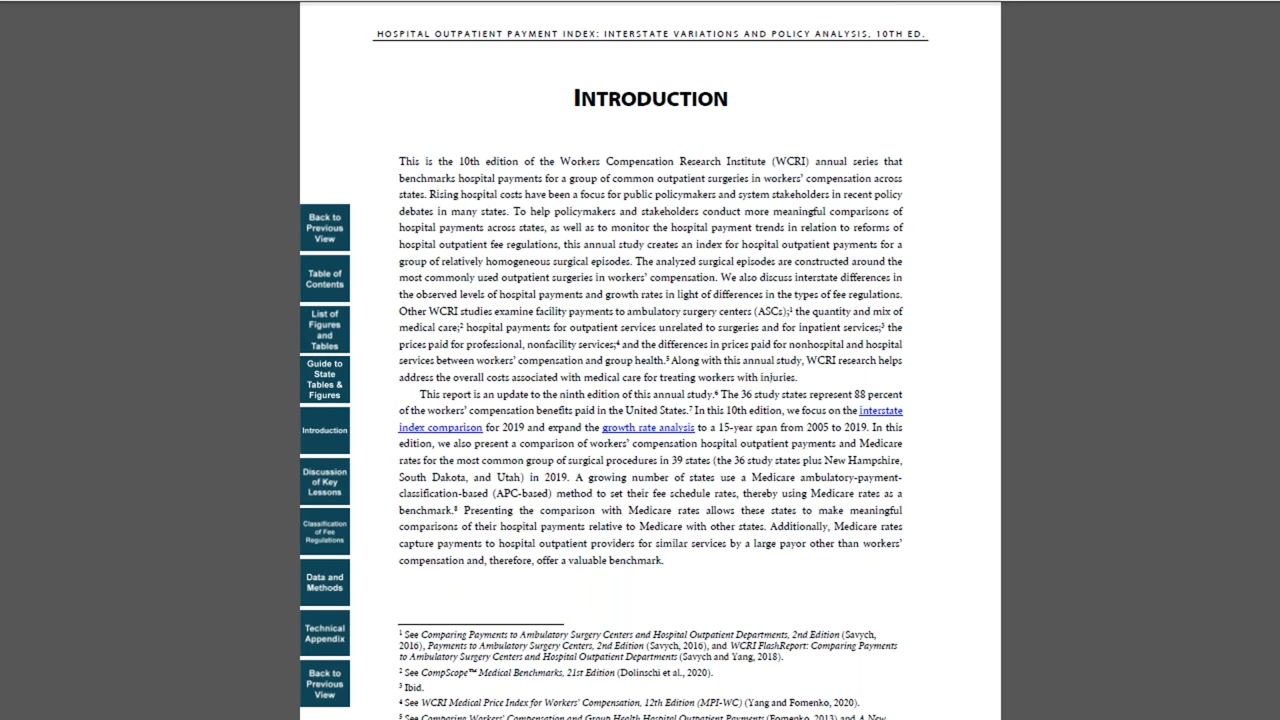 HOSPITAL OUTPATIENT PAYMENT INDEX: INTERSTATE VARIATIONS AND POLICY ANALYSIS, 10TH ED.
INTRODUCTION
This is the 10th edition of the Workers Compensation Research Institute (WCRI) annual series that
benchmarks hospital payments for a group of common outpatient surgeries in workers' compensation across
states. Rising hospital costs have been a focus for public policymakers and system stakeholders in recent policy
debates in many states. To help policymakers and stakeholders conduct more meaningful comparisons of
hospital payments across states, as well as to monitor the hospital payment trends in relation to reforms of
hospital outpatient fee regulations, this annual study creates an index for hospital outpatient payments for a
group of relatively homogeneous surgical episodes. The analyzed surgical episodes are constructed around the
most commonly used outpatient surgeries in workers' compensation. We also discuss interstate differences in
the observed levels of hospital payments and growth rates in light of differences in the types of fee regulations.
Other WCRI studies examine facility payments to ambulatory surgery centers (ASCs);¹ the quantity and mix of
medical care;² hospital payments for outpatient services unrelated to surgeries and for inpatient services;³ the
prices paid for professional, nonfacility services;⁴ and the differences in prices paid for nonhospital and hospital
services between workers' compensation and group health.⁵ Along with this annual study, WCRI research helps
address the overall costs associated with medical care for treating workers with injuries.
This report is an update to the ninth edition of this annual study.⁶ The 36 study states represent 88 percent
of the workers' compensation benefits paid in the United States.⁷ In this 10th edition, we focus on the interstate
index comparison for 2019 and expand the growth rate analysis to a 15-year span from 2005 to 2019. In this
edition, we also present a comparison of workers' compensation hospital outpatient payments and Medicare
rates for the most common group of surgical procedures in 39 states (the 36 study states plus New Hampshire,
South Dakota, and Utah) in 2019. A growing number of states use a Medicare ambulatory-payment-
classification-based (APC-based) method to set their fee schedule rates, thereby using Medicare rates as a
benchmark.⁸ Presenting the comparison with Medicare rates allows these states to make meaningful
comparisons of their hospital payments relative to Medicare with other states. Additionally, Medicare rates
capture payments to hospital outpatient providers for similar services by a large payor other than workers'
compensation and, therefore, offer a valuable benchmark.
¹ See Comparing Payments to Ambulatory Surgery Centers and Hospital Outpatient Departments, 2nd Edition (Savych,
2016), Payments to Ambulatory Surgery Centers, 2nd Edition (Savych, 2016), and WCRI FlashReport: Comparing Payments
to Ambulatory Surgery Centers and Hospital Outpatient Departments (Savych and Yang, 2018).
² See CompScope™ Medical Benchmarks, 21st Edition (Dolinschi et al., 2020).
³ Ibid.
⁴ See WCRI Medical Price Index for Workers' Compensation, 12th Edition (MPI-WC) (Yang and Fomenko, 2020).
⁵ See Comparing Workers' Compensation and Group Health Hospital Outpatient Payments (Fomenko, 2013) and A New
Back to
Previous
View
Table of
Contents
List of
Figures
and
Tables
Guide to
State
Tables &
Figures
Introduction
Discussion
of Key
Lessons
Classification
of Fee
Regulations
Data and
Methods
Technical
Appendix
Back to
Previous
View